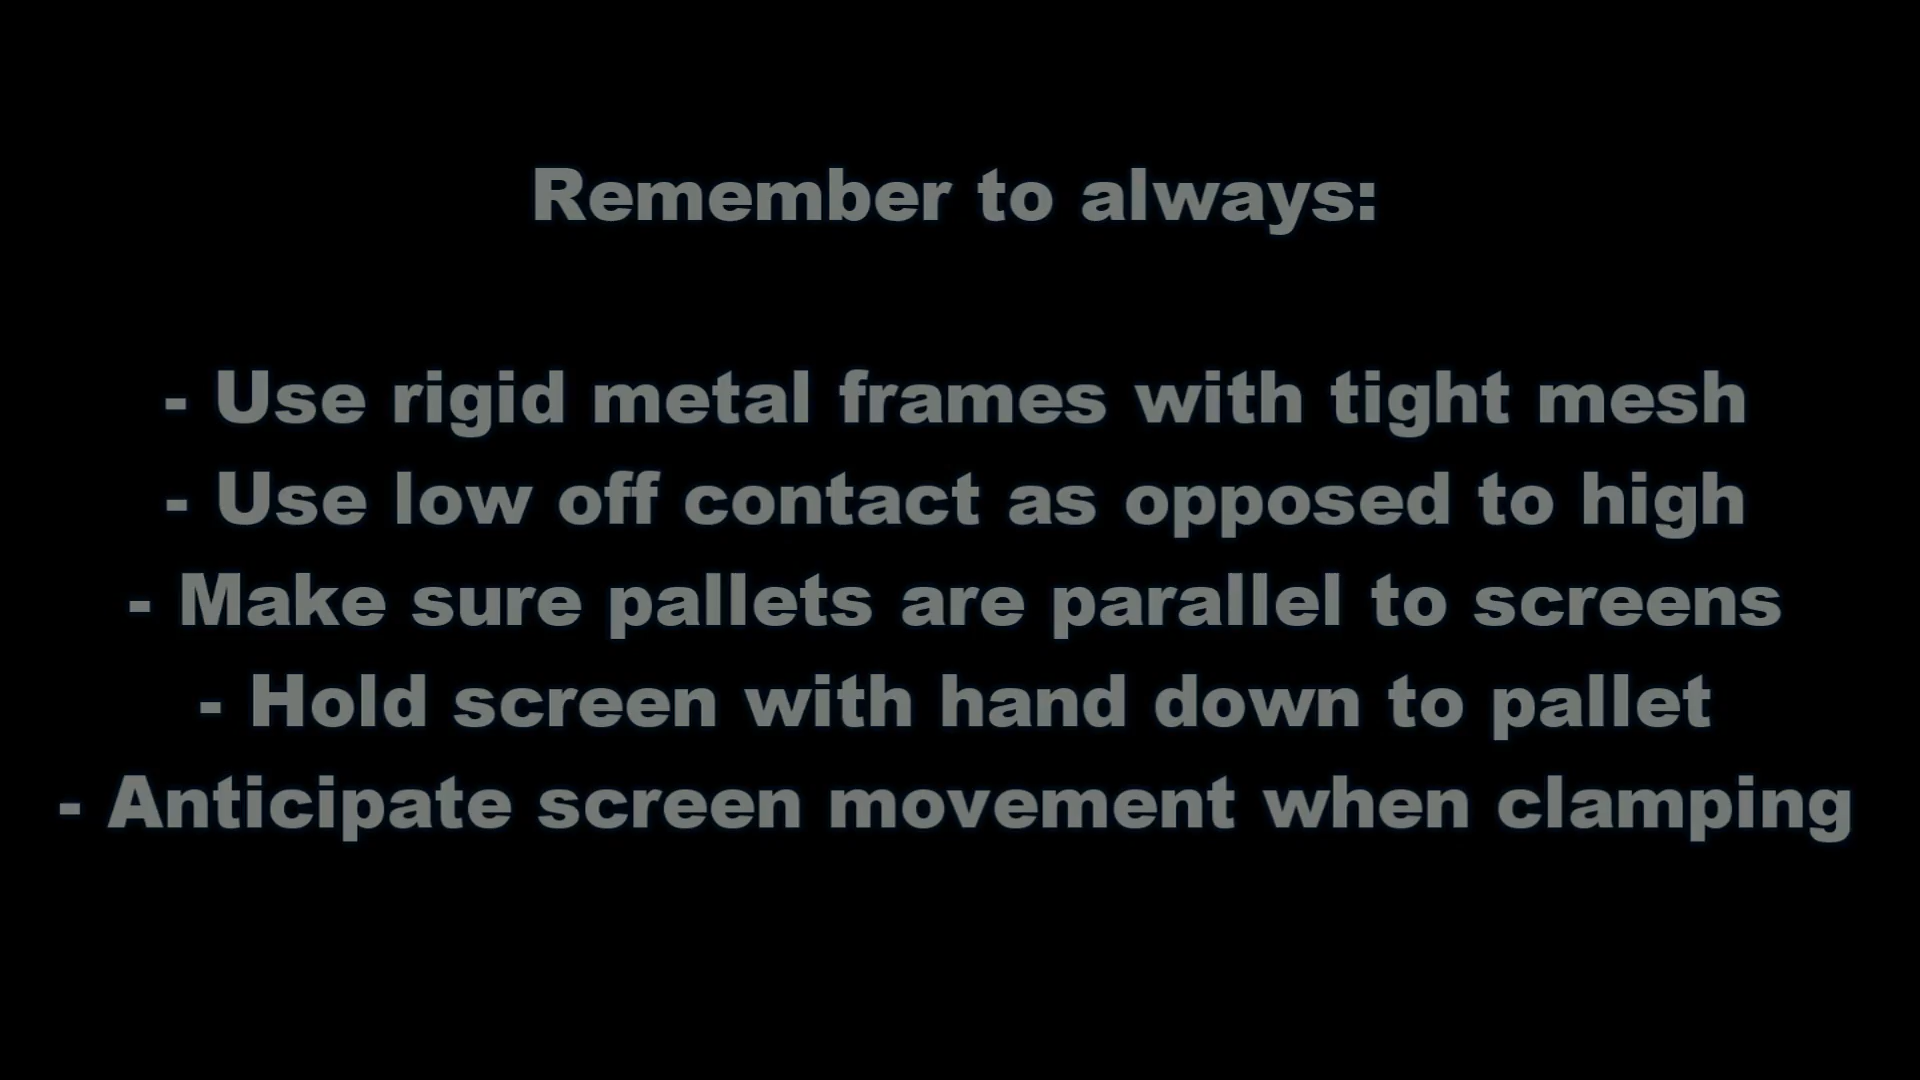 Remember to always:
- Use rigid metal frames with tight mesh
- Use low off contact as opposed to high
- Make sure pallets are parallel to screens
- Hold screen with hand down to pallet
- Anticipate screen movement when clamping